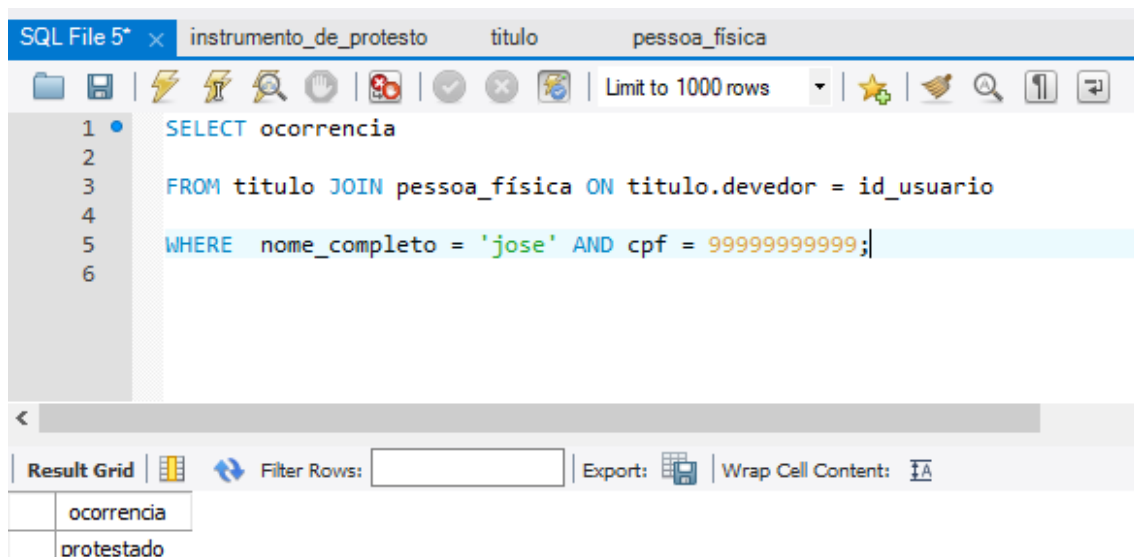 SQL File 5* × instrumento_de_protesto titulo pessoa_física
Limit to 1000 rows
1 SELECT ocorrencia
2
3 FROM titulo JOIN pessoa_física ON titulo.devedor = id_usuario
4
5 WHERE nome_completo = 'jose' AND cpf = 99999999999;
6
Result Grid Filter Rows: Export: Wrap Cell Content: IA
ocorrencia
protestado